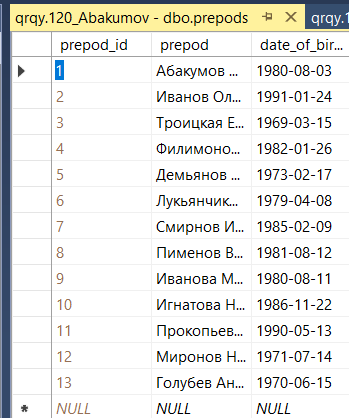 qrqy.120_Abakumov - dbo.prepods qrqy.1
prepod_id prepod date_of_bir...
1 Абакумов ... 1980-08-03
2 Иванов Ол... 1991-01-24
3 Троицкая Е... 1969-03-15
4 Филимоно... 1982-01-26
5 Демьянов ... 1973-02-17
6 Лукьянчик... 1979-04-08
7 Смирнов И... 1985-02-09
8 Пименов В... 1981-08-12
9 Иванова М... 1980-08-11
10 Игнатова Н... 1986-11-22
11 Прокопьев... 1990-05-13
12 Миронов Н... 1971-07-14
13 Голубев Ан... 1970-06-15
NULL NULL NULL